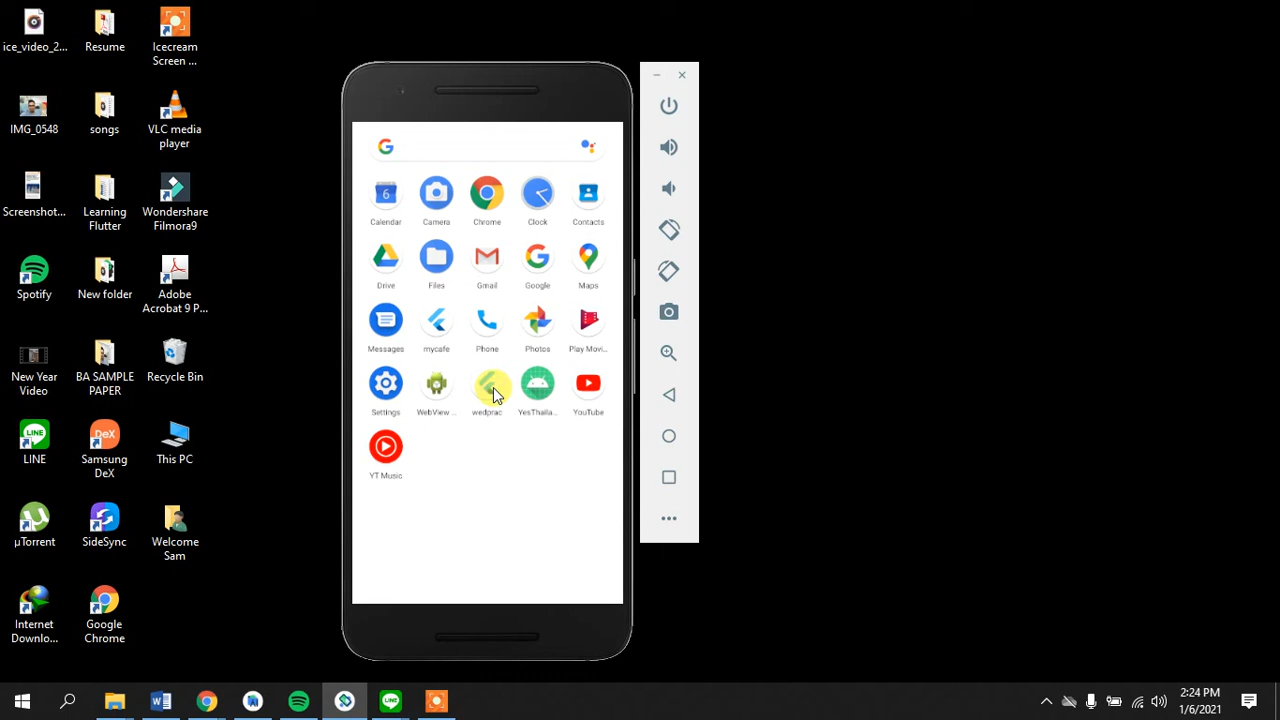 ice_video_2...
Resume
Icecream
Screen ...
IMG_0548
songs
VLC media
player
Screenshot...
Learning
Flutter
Wondershare
Filmora9
Spotify
New folder
Adobe
Acrobat 9 P...
New Year
Video
BA SAMPLE
PAPER
Recycle Bin
LINE
Samsung
DeX
This PC
µTorrent
SideSync
Welcome
Sam
Internet
Downlo...
Google
Chrome
6
Calendar
Camera
Chrome
Clock
Contacts
Drive
Files
Gmail
Google
Maps
Messages
mycafe
Phone
Photos
Play Movi...
Settings
WebView ...
wedprac
YesThaila...
YouTube
YT Music
2:24 PM
1/6/2021